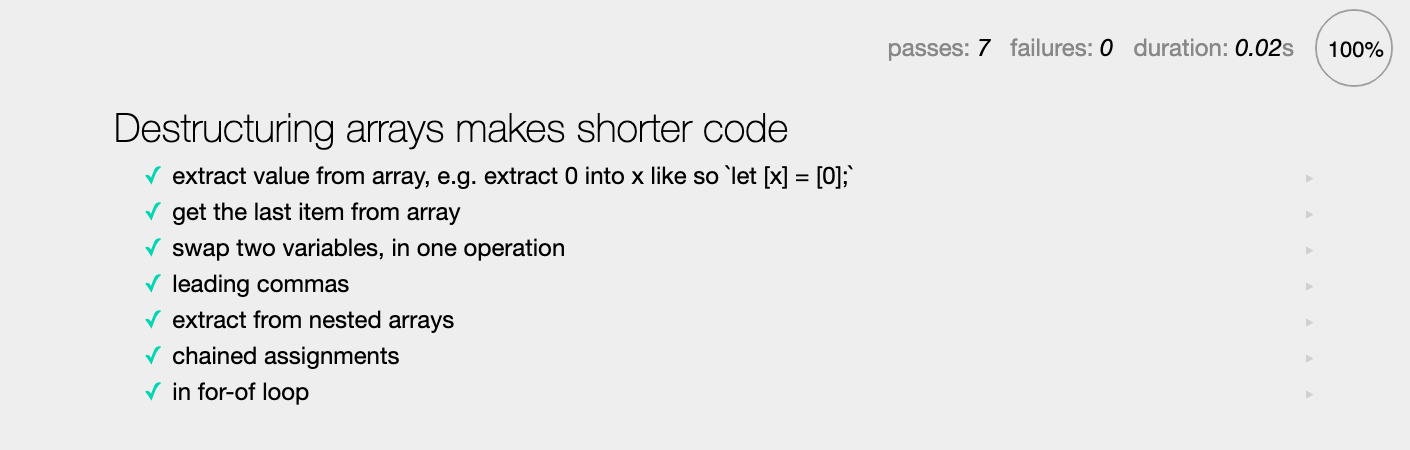 passes: 7 failures: 0 duration: 0.02s 100%
Destructuring arrays makes shorter code
✓ extract value from array, e.g. extract 0 into x like so `let [x] = [0];`
✓ get the last item from array
✓ swap two variables, in one operation
✓ leading commas
✓ extract from nested arrays
✓ chained assignments
✓ in for-of loop